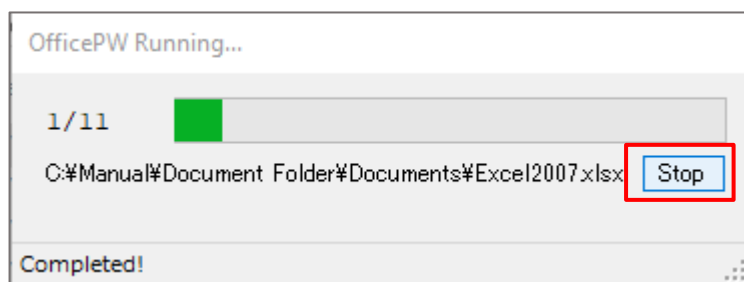 OfficePW Running...
1/11
C:¥Manual¥Document Folder¥Documents¥Excel2007.xlsx Stop
Completed!